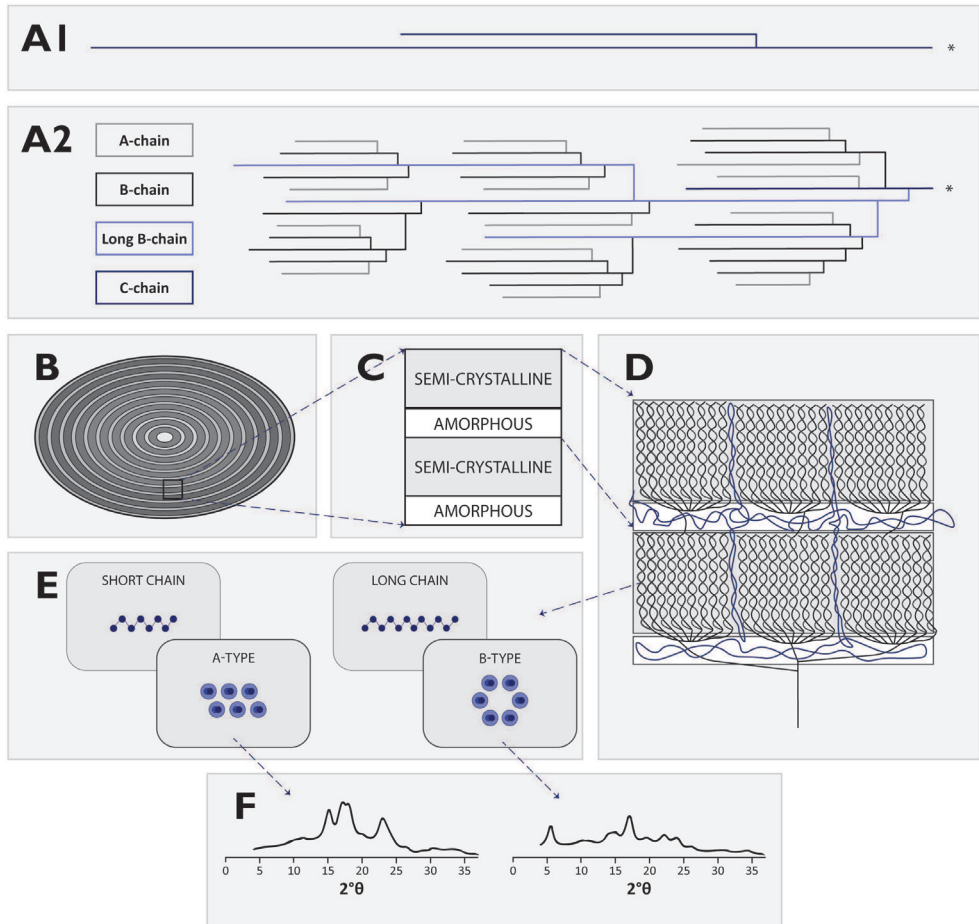 A1
*
A2
A-chain
B-chain
Long B-chain
C-chain
*
B
C
SEMI-CRYSTALLINE
AMORPHOUS
SEMI-CRYSTALLINE
AMORPHOUS
D
E
SHORT CHAIN
A-TYPE
LONG CHAIN
B-TYPE
F
0 5 10 15 20 25 30 35
2°θ
0 5 10 15 20 25 30 35
2°θ